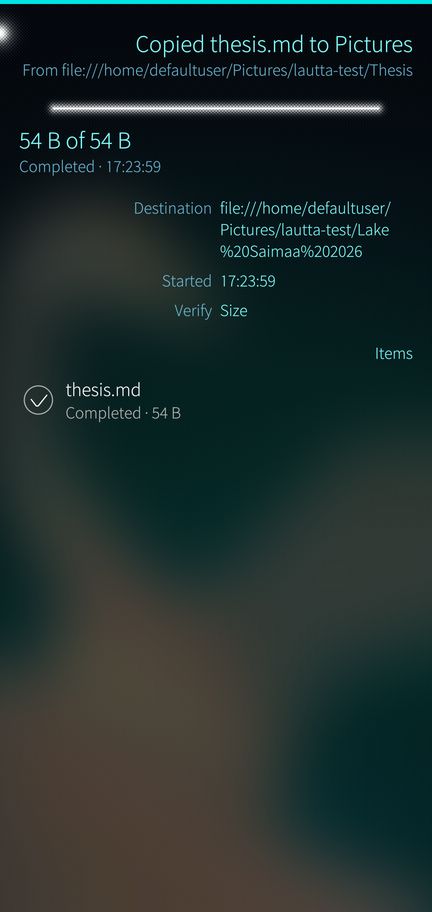 Copied thesis.md to Pictures
From file:///home/defaultuser/Pictures/lautta-test/Thesis
54 B of 54 B
Completed · 17:23:59
Destination file:///home/defaultuser/
Pictures/lautta-test/Lake
%20Saimaa%202026
Started 17:23:59
Verify Size
Items
thesis.md
Completed · 54 B